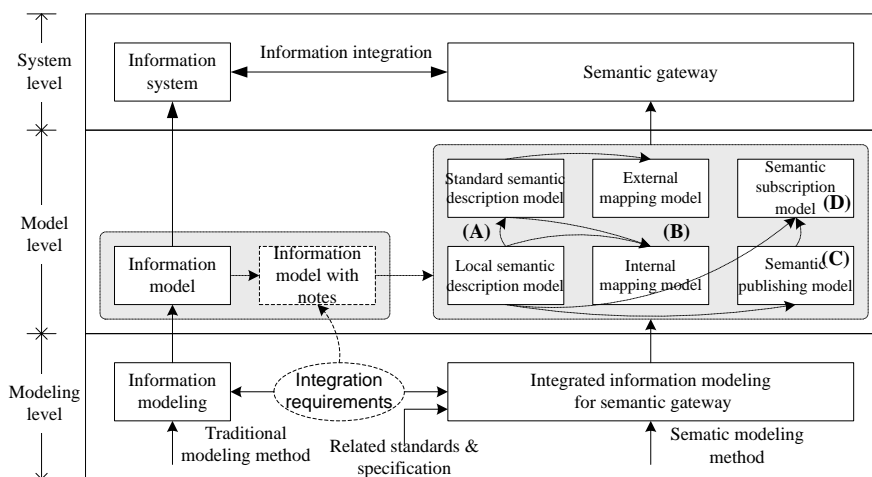 System
level
Information
system
Information integration
Semantic gateway
Model
level
Standard semantic
description model
External
mapping model
Semantic
subscription
model
(D)
(A)
(B)
(C)
Information
model
Information
model with
notes
Local semantic
description model
Internal
mapping model
Semantic
publishing model
Modeling
level
Information
modeling
Integration
requirements
Integrated information modeling
for semantic gateway
Traditional
modeling method
Related standards &
specification
Sematic modeling
method